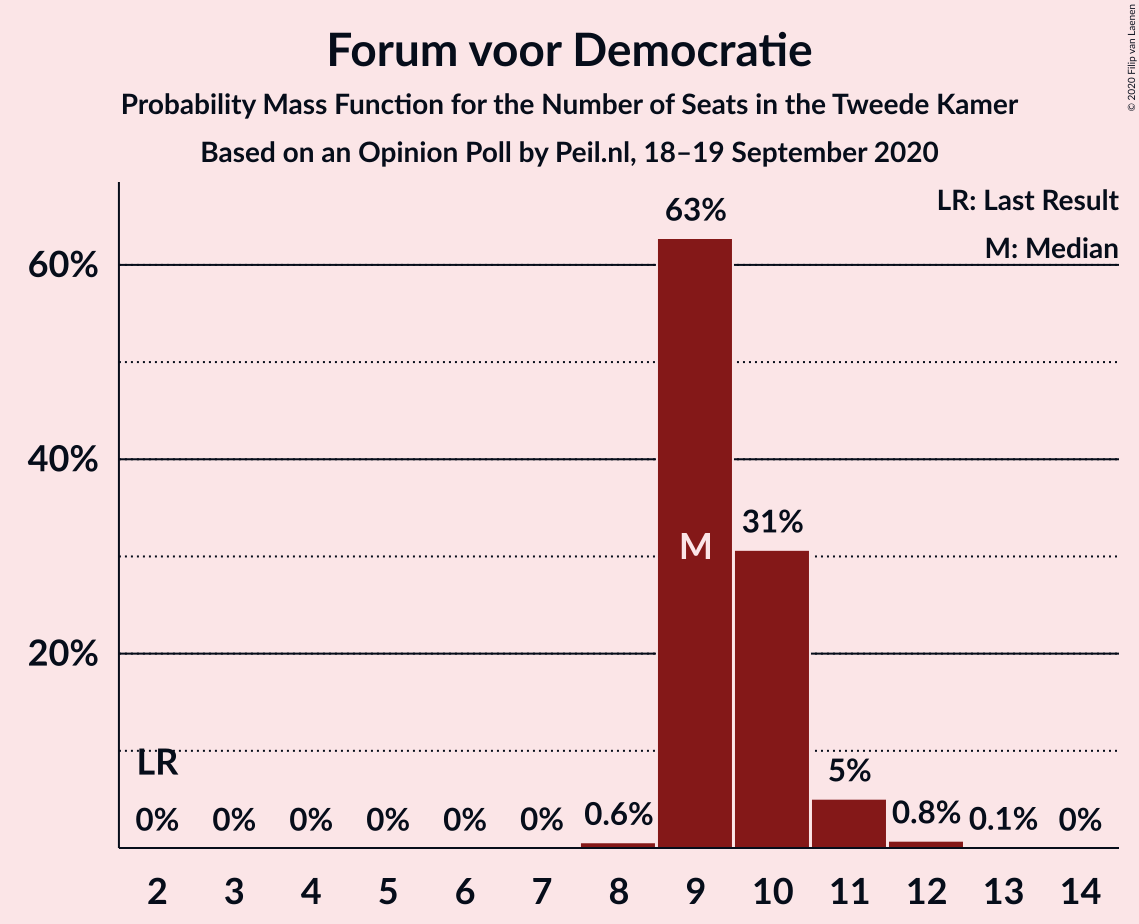 Forum voor Democratie
Probability Mass Function for the Number of Seats in the Tweede Kamer
Based on an Opinion Poll by Peil.nl, 18–19 September 2020
© 2020 Filip van Laenen
LR: Last Result
M: Median
63%
60%
40%
31%
M
20%
LR
5%
0% 0% 0% 0% 0% 0% 0.6% 0.8% 0.1% 0%
2 3 4 5 6 7 8 9 10 11 12 13 14